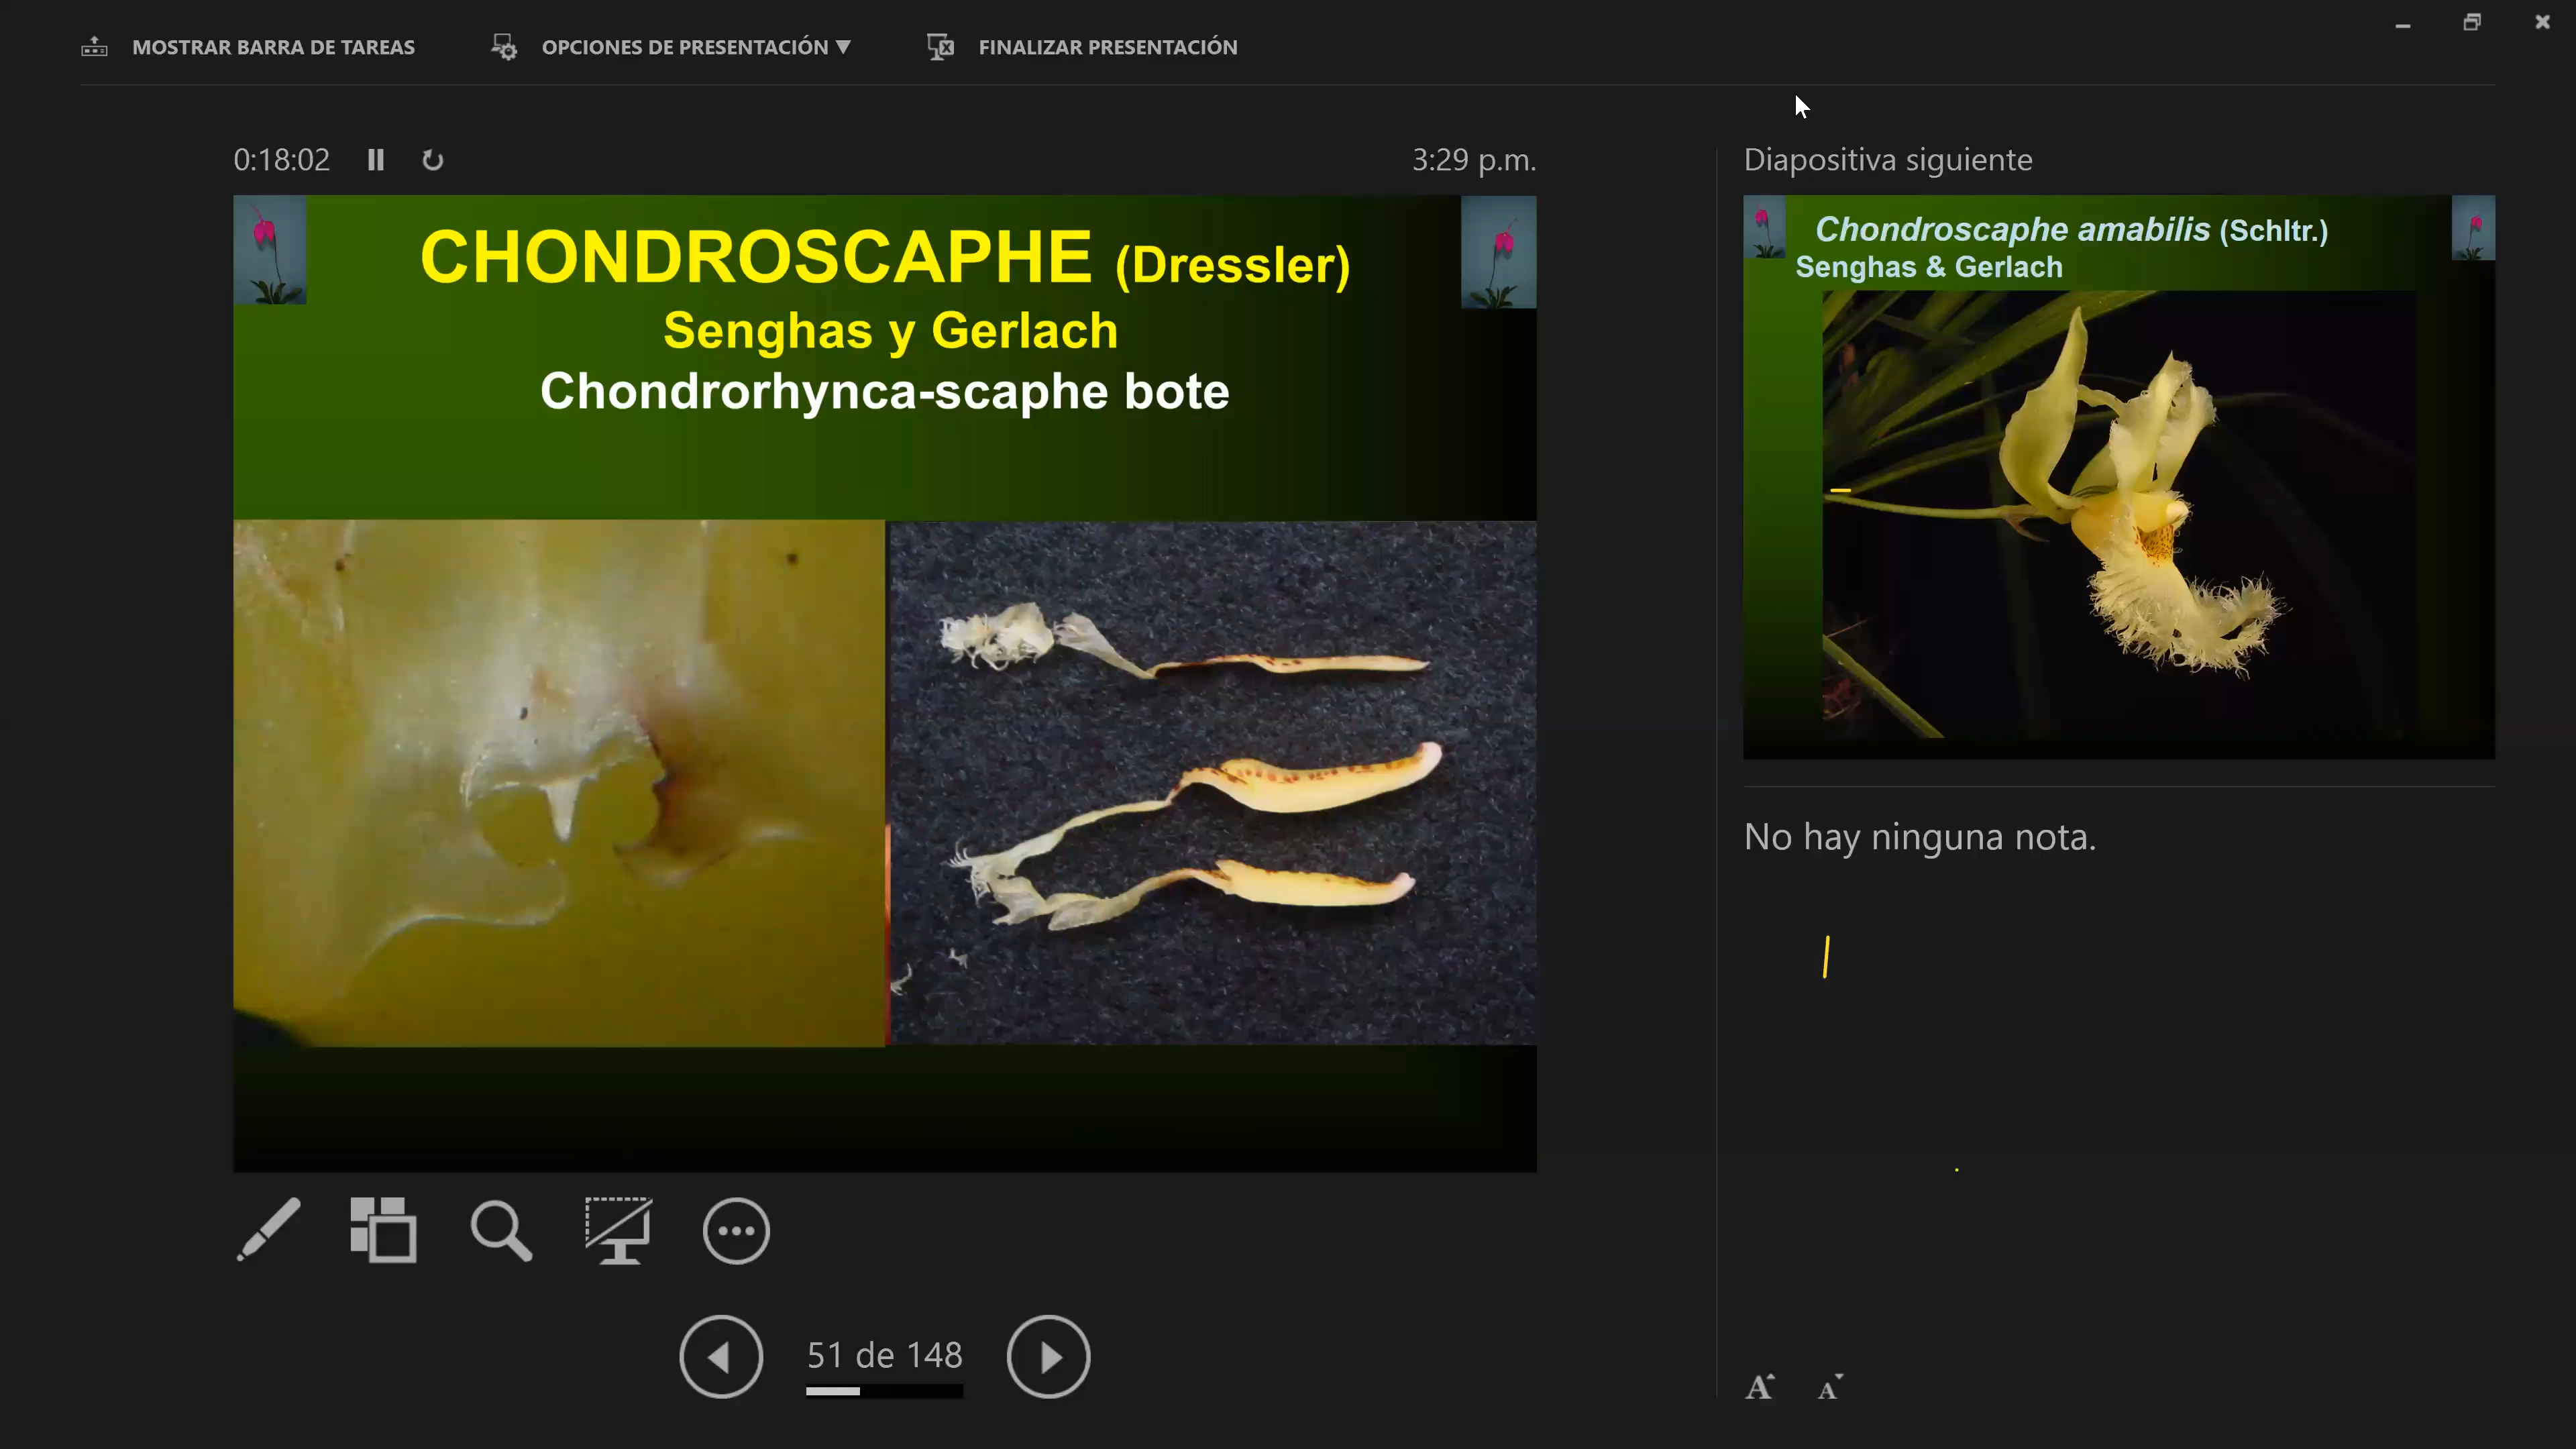 MOSTRAR BARRA DE TAREAS
OPCIONES DE PRESENTACIÓN ▼
FINALIZAR PRESENTACIÓN
0:18:02
3:29 p.m.
CHONDROSCAPHE (Dressler)
Senghas y Gerlach
Chondrorhynca-scaphe bote
51 de 148
Diapositiva siguiente
Chondroscaphe amabilis (Schltr.)
Senghas & Gerlach
No hay ninguna nota.
A A